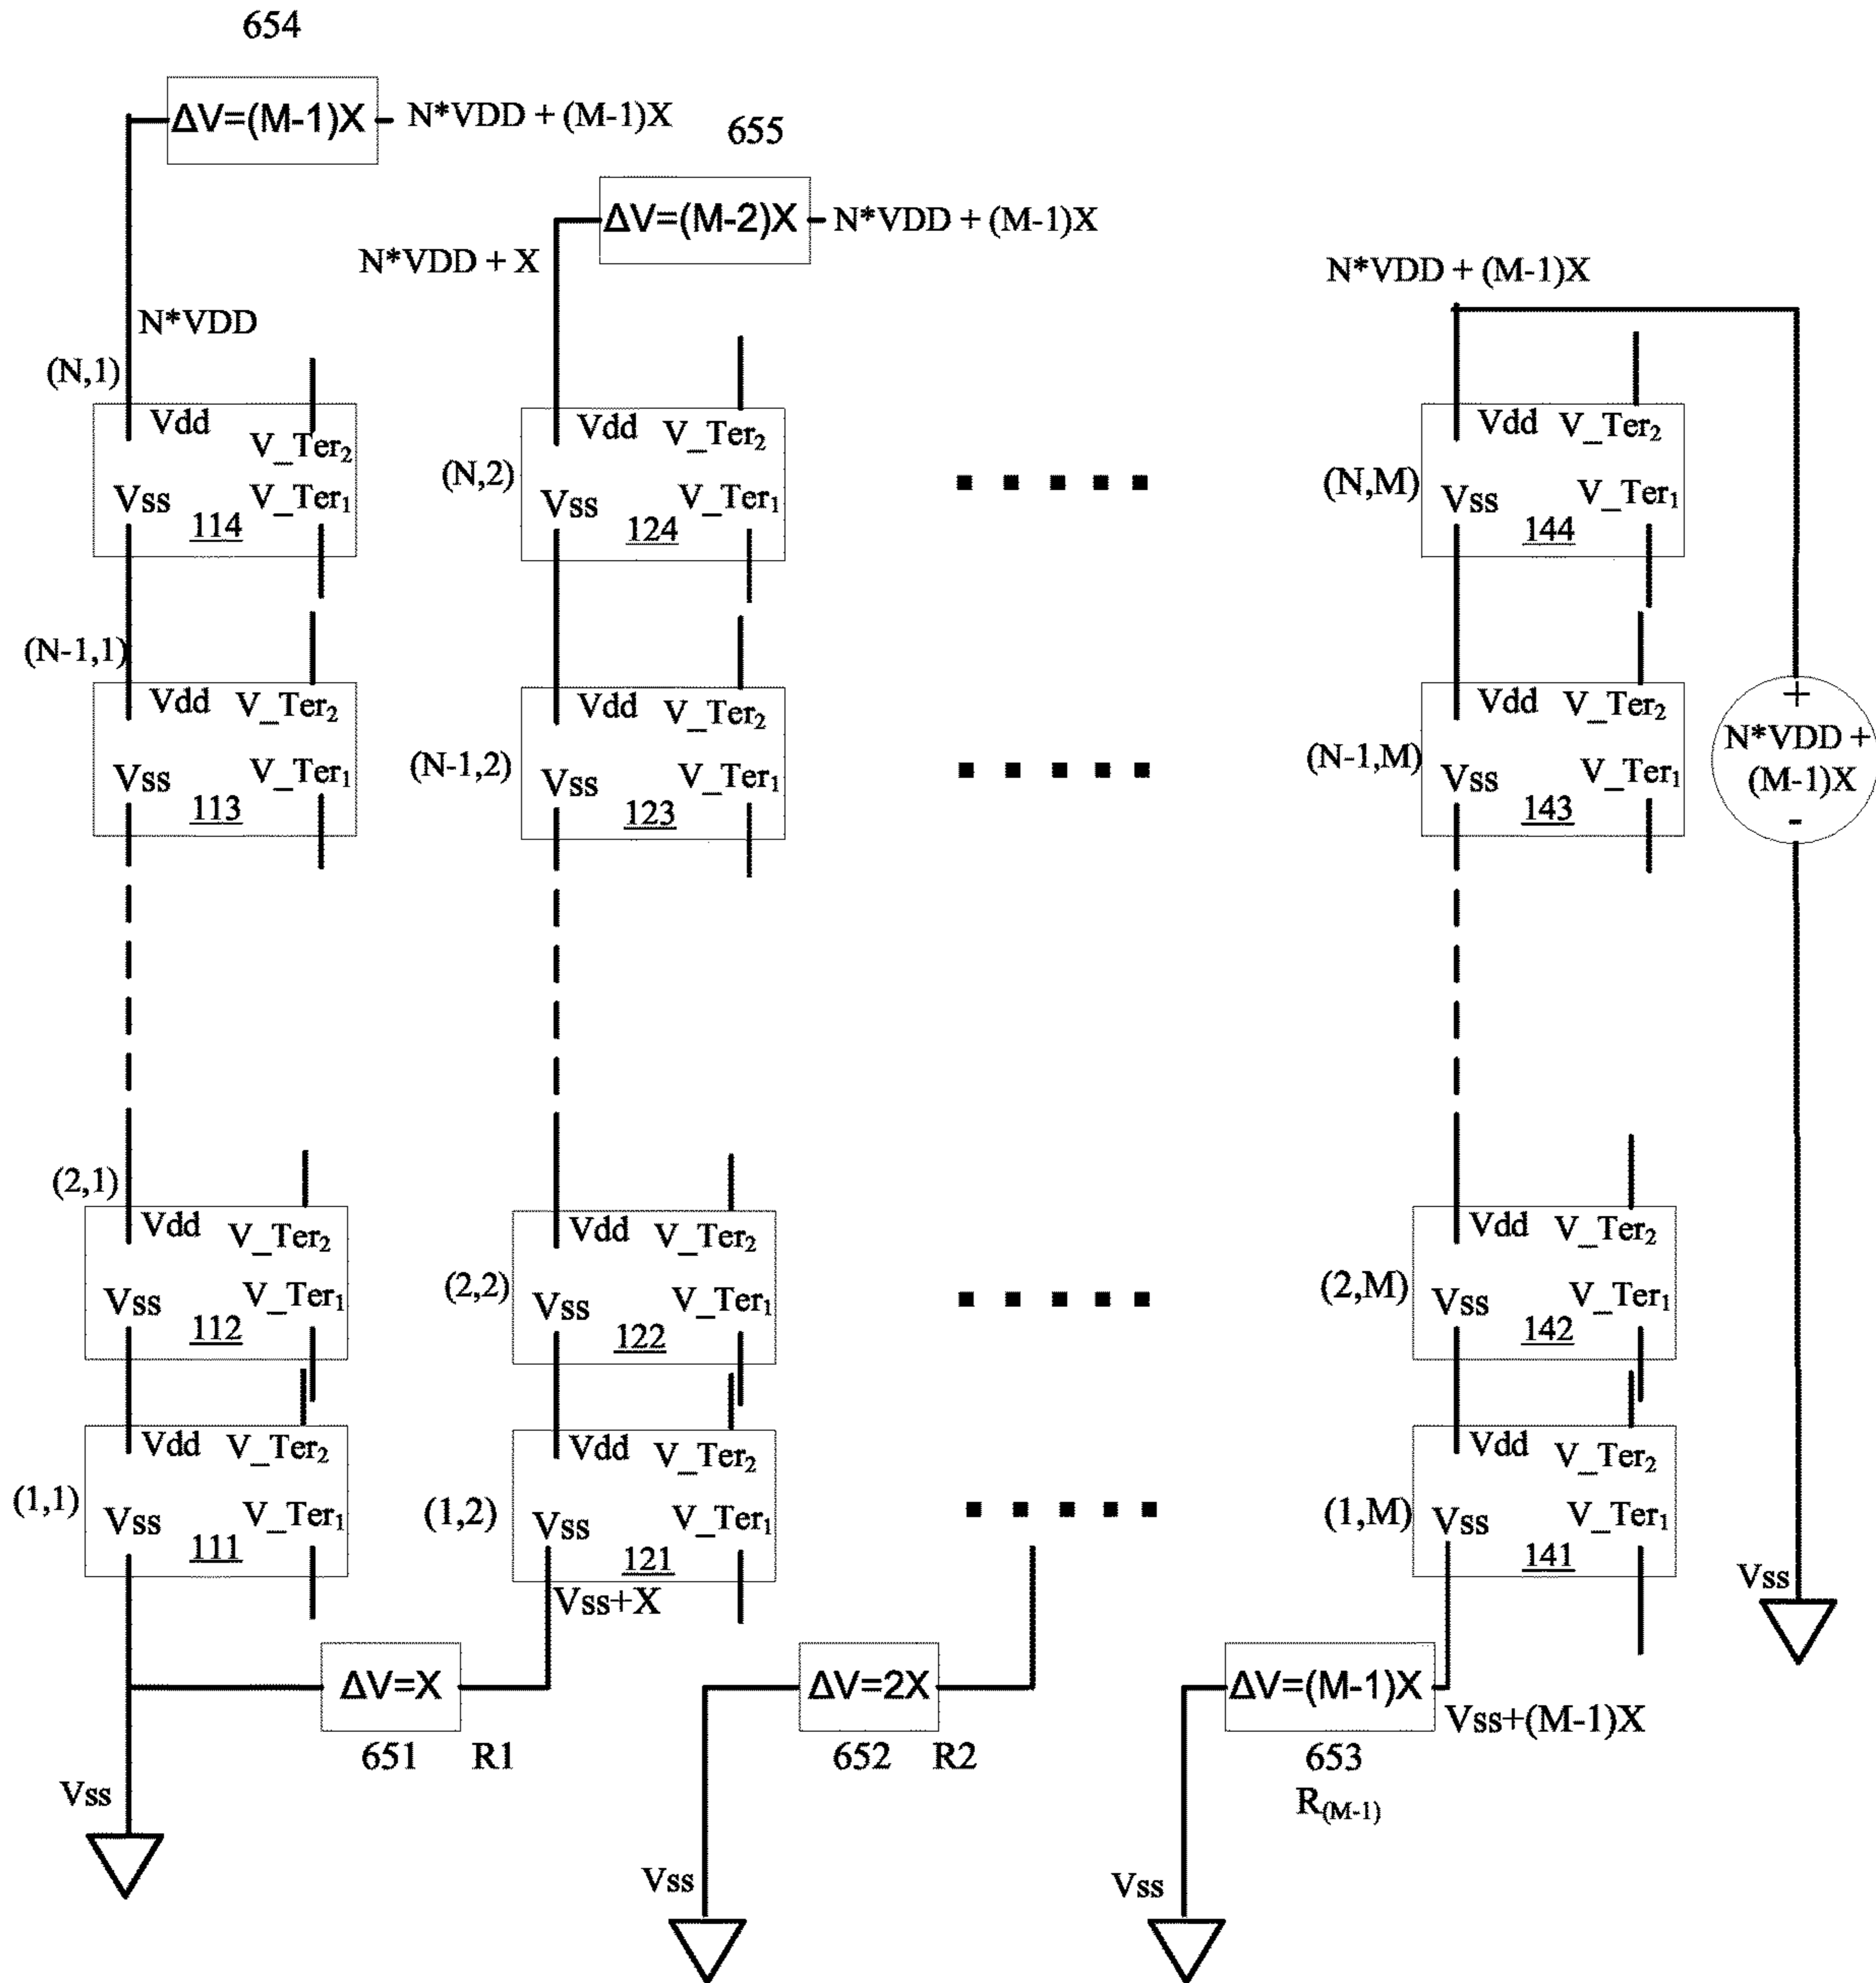 654
ΔV=(M-1)X
N*VDD + (M-1)X
655
ΔV=(M-2)X
N*VDD + (M-1)X
N*VDD + X
N*VDD + (M-1)X
N*VDD
(N,1)
Vdd
V_Ter2
Vss
V_Ter1
114
(N,2)
Vdd
V_Ter2
Vss
V_Ter1
124
(N,M)
Vdd
V_Ter2
Vss
V_Ter1
144
(N-1,1)
Vdd
V_Ter2
Vss
V_Ter1
113
(N-1,2)
Vdd
V_Ter2
Vss
V_Ter1
123
(N-1,M)
Vdd
V_Ter2
Vss
V_Ter1
143
+
N*VDD +
(M-1)X
-
(2,1)
Vdd
V_Ter2
Vss
V_Ter1
112
(2,2)
Vdd
V_Ter2
Vss
V_Ter1
122
(2,M)
Vdd
V_Ter2
Vss
V_Ter1
142
(1,1)
Vdd
V_Ter2
Vss
V_Ter1
111
(1,2)
Vdd
V_Ter2
Vss
V_Ter1
121
(1,M)
Vdd
V_Ter2
Vss
V_Ter1
141
Vss
Vss+X
ΔV=X
ΔV=2X
ΔV=(M-1)X
Vss+(M-1)X
651
R1
652
R2
653
R(M-1)
Vss
Vss
Vss